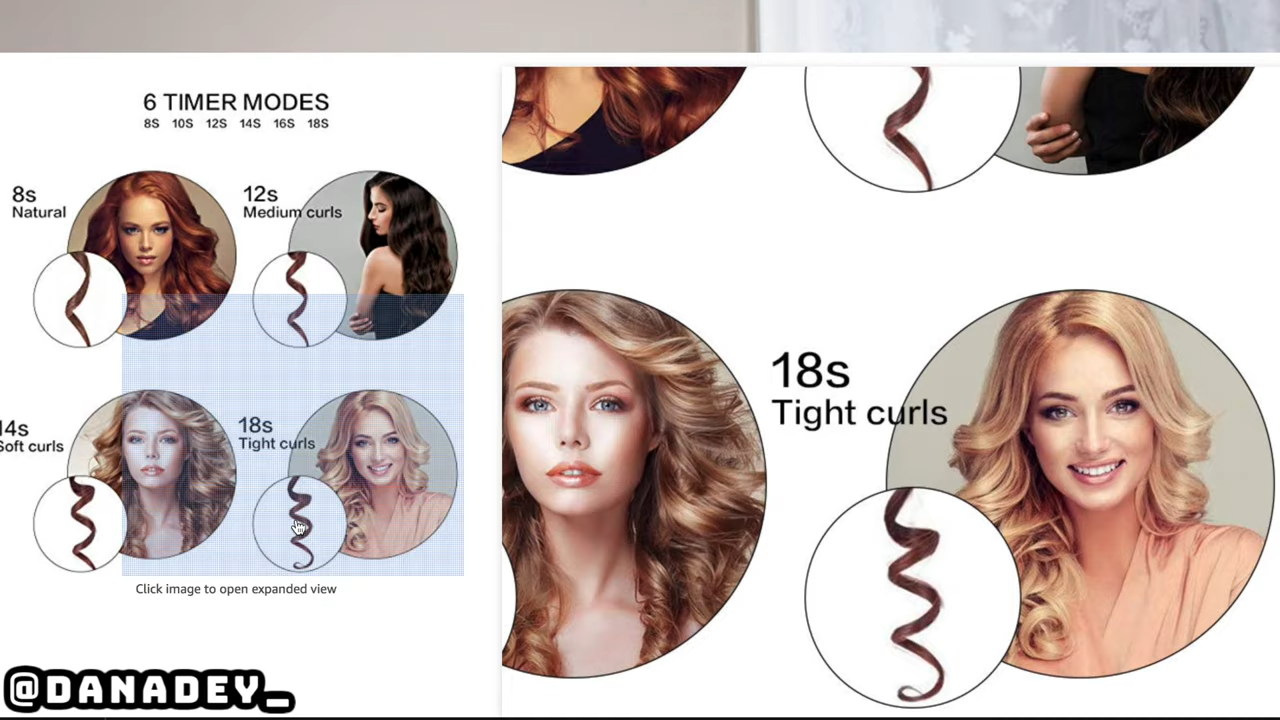 6 TIMER MODES
8S 10S 12S 14S 16S 18S
8s
Natural
12s
Medium curls
14s
Soft curls
18s
Tight curls
Click image to open expanded view
18s
Tight curls
@DANADEY_